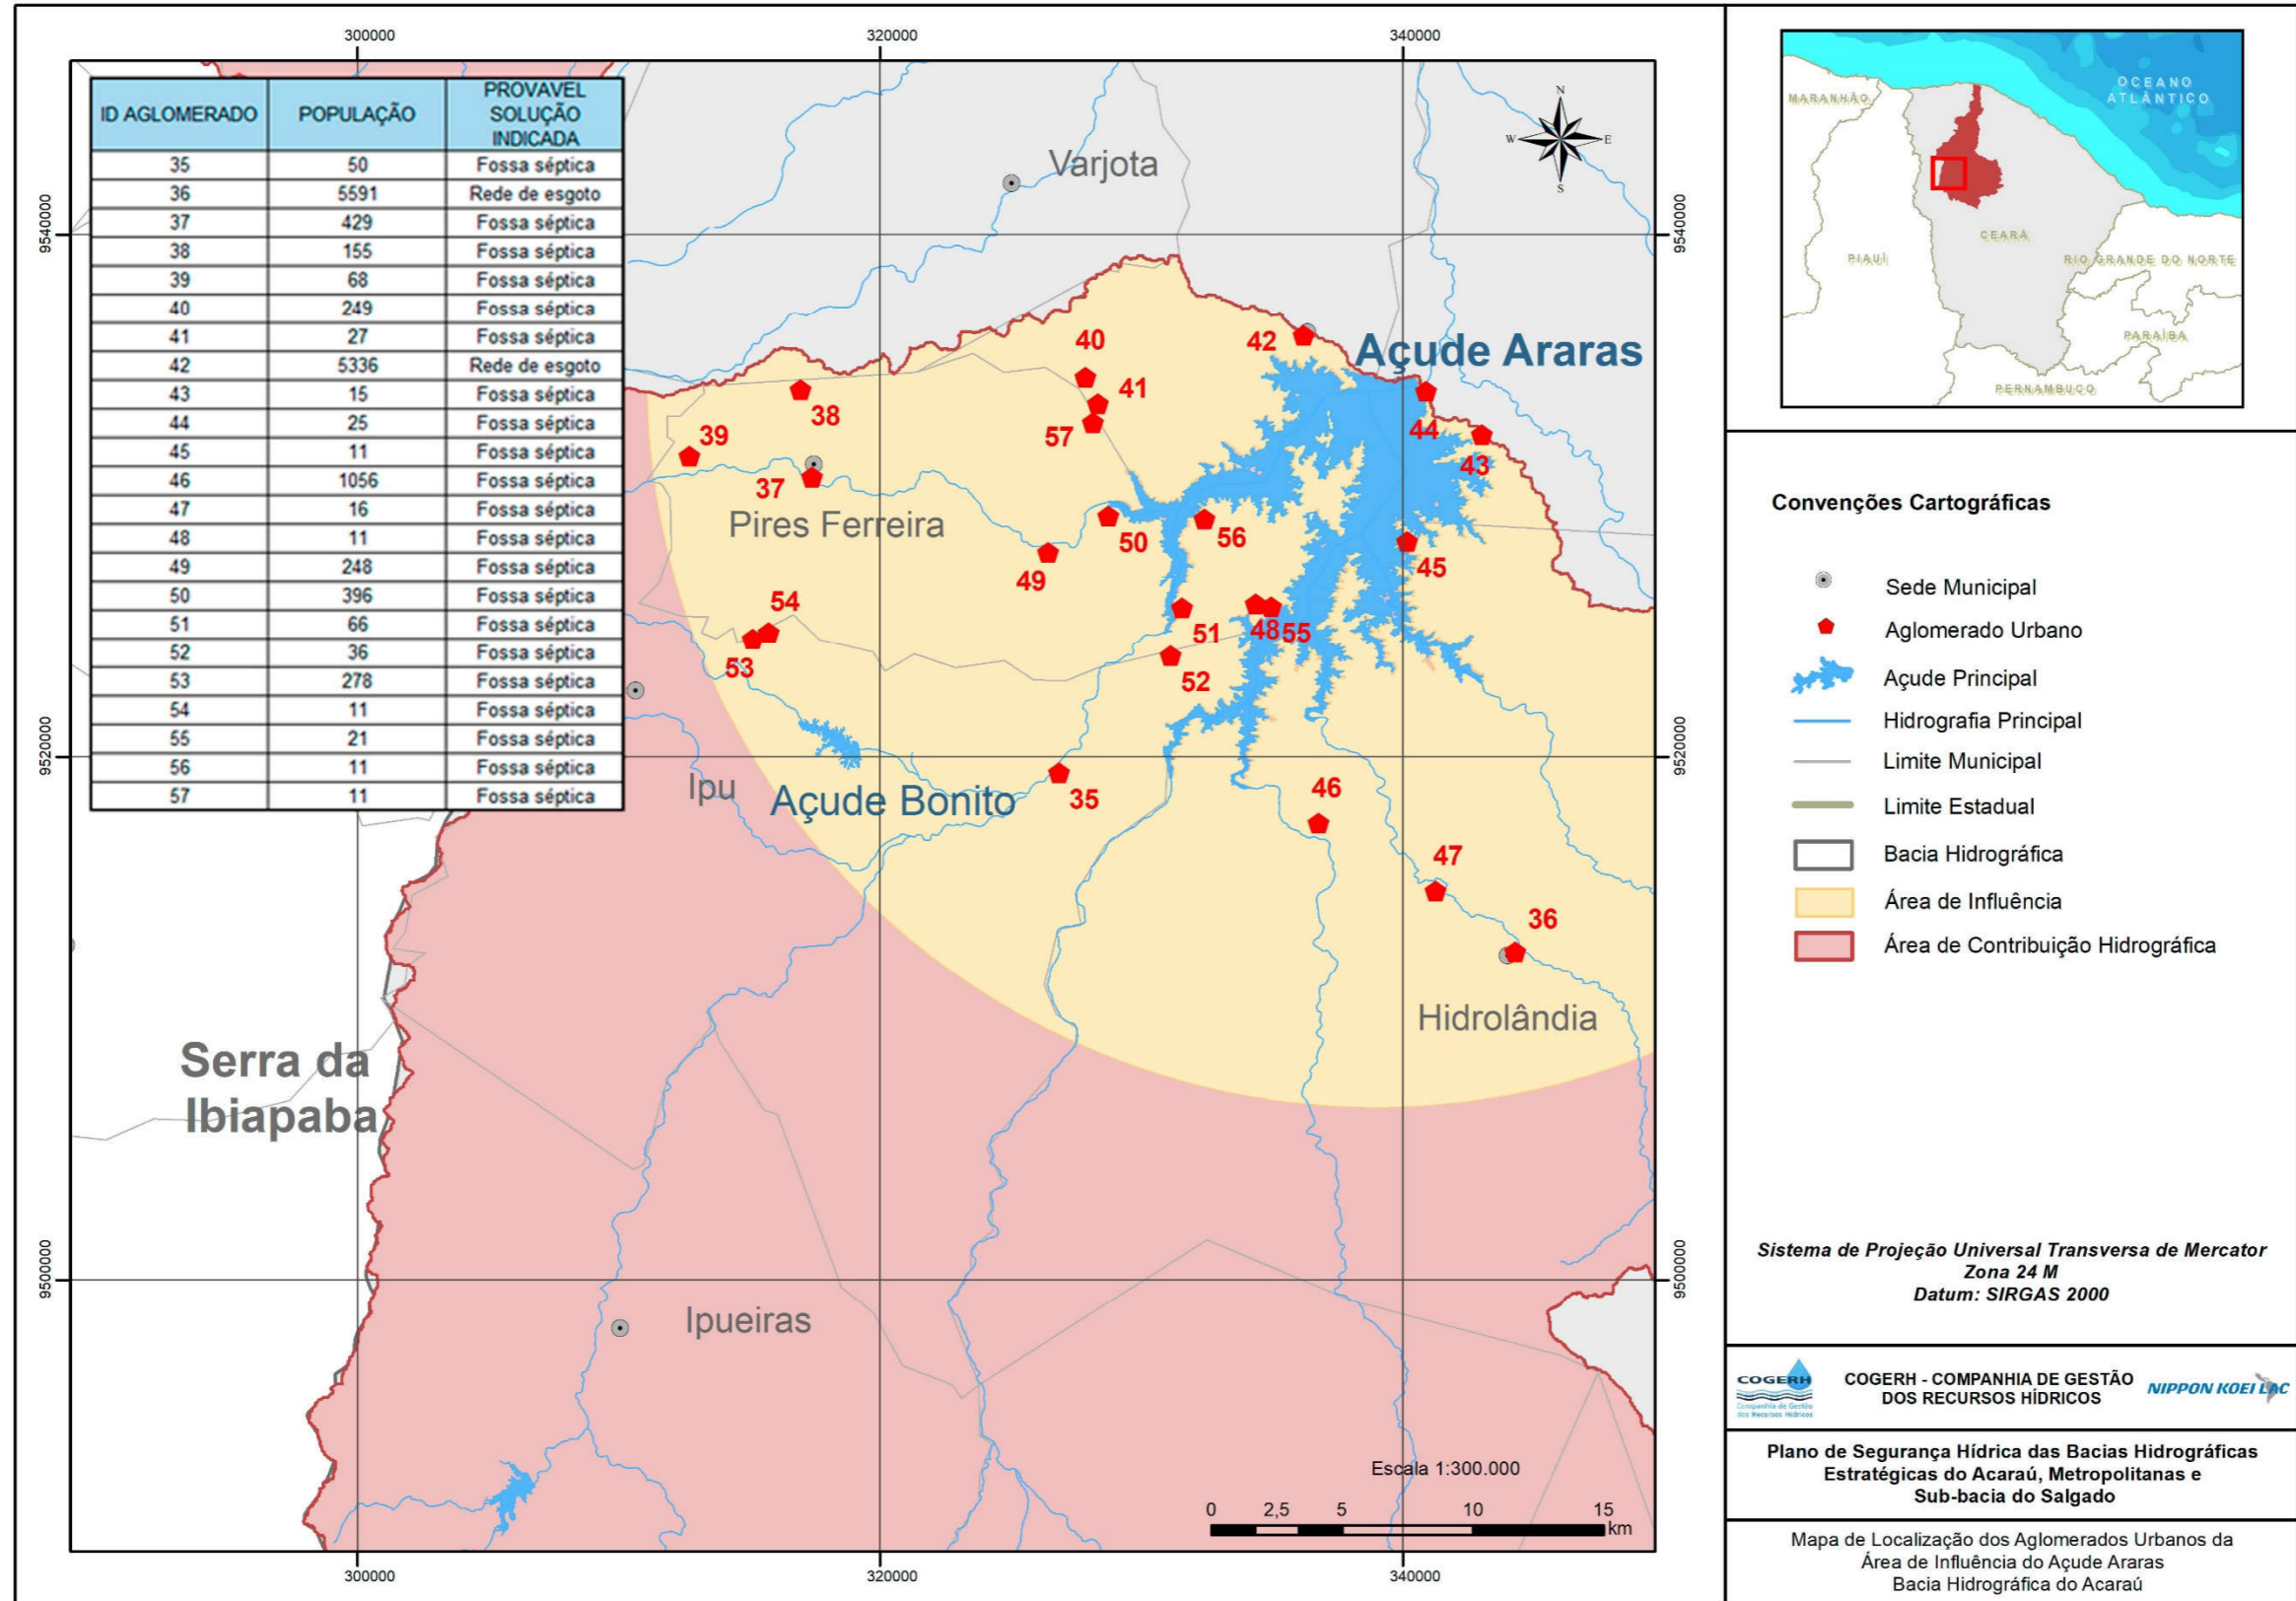 300000
320000
340000
ID AGLOMERADO POPULAÇÃO PROVAVEL SOLUÇÃO INDICADA
35 50 Fossa séptica
36 5591 Rede de esgoto
37 429 Fossa séptica
38 155 Fossa séptica
39 68 Fossa séptica
40 249 Fossa séptica
41 27 Fossa séptica
42 5336 Rede de esgoto
43 15 Fossa séptica
44 25 Fossa séptica
45 11 Fossa séptica
46 1056 Fossa séptica
47 16 Fossa séptica
48 11 Fossa séptica
49 248 Fossa séptica
50 396 Fossa séptica
51 66 Fossa séptica
52 36 Fossa séptica
53 278 Fossa séptica
54 11 Fossa séptica
55 21 Fossa séptica
56 11 Fossa séptica
57 11 Fossa séptica
9540000
9520000
9500000
9540000
9520000
9500000
N
W
E
S
Varjota
40
42
Açude Araras
41
38
57
44
39
43
37
Pires Ferreira
50
56
45
49
54
48
55
51
53
52
Ipu
Açude Bonito
35
46
47
36
Hidrolândia
Serra da
Ibiapaba
Ipueiras
Escala 1:300.000
0 2,5 5 10 15
km
300000
320000
340000
OCEANO
ATLÂNTICO
MARANHÃO
CEARÁ
PIAUÍ
RIO GRANDE DO NORTE
PARAÍBA
PERNAMBUCO
Convenções Cartográficas
Sede Municipal
Aglomerado Urbano
Açude Principal
Hidrografia Principal
Limite Municipal
Limite Estadual
Bacia Hidrográfica
Área de Influência
Área de Contribuição Hidrográfica
Sistema de Projeção Universal Transversa de Mercator
Zona 24 M
Datum: SIRGAS 2000
COGERH
Companhia de Gestão
dos Recursos Hídricos
COGERH - COMPANHIA DE GESTÃO
DOS RECURSOS HÍDRICOS
NIPPON KOEI LAC
Plano de Segurança Hídrica das Bacias Hidrográficas
Estratégicas do Acaraú, Metropolitanas e
Sub-bacia do Salgado
Mapa de Localização dos Aglomerados Urbanos da
Área de Influência do Açude Araras
Bacia Hidrográfica do Acaraú